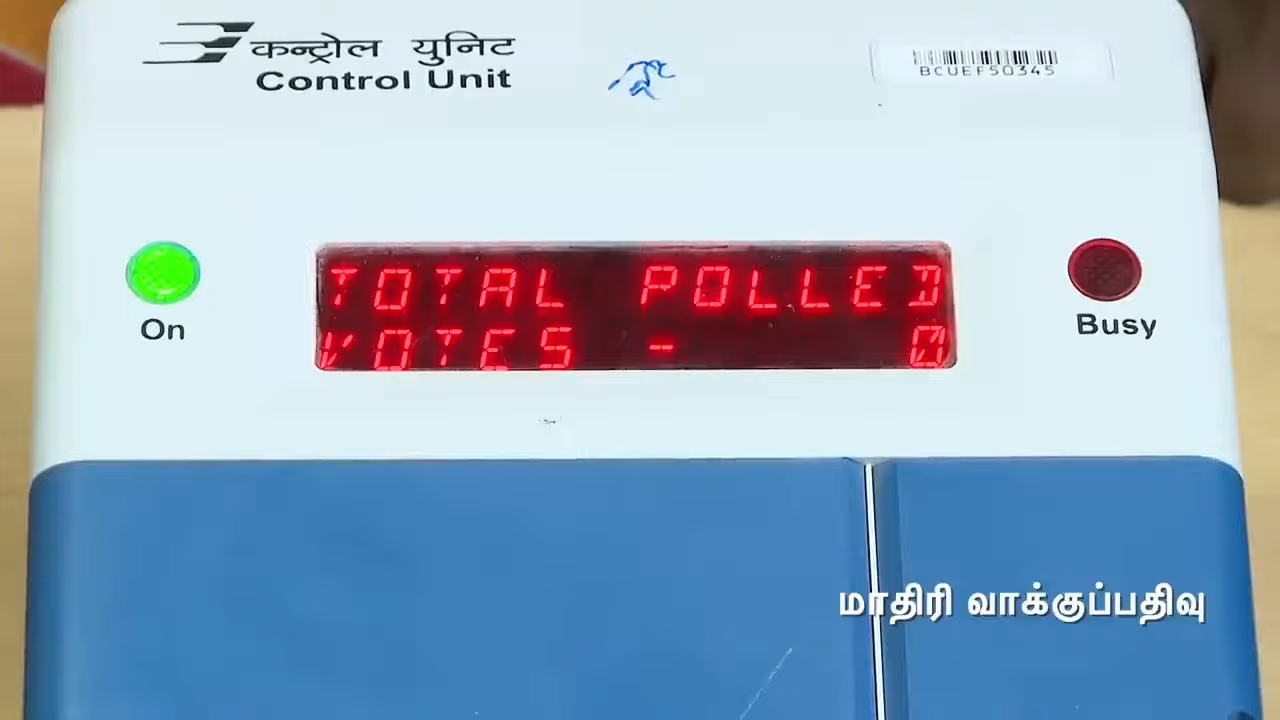 कन्ट्रोल युनिट
Control Unit
BCUEF50345
On
TOTAL POLLED
VOTES - 0
Busy
மாதிரி வாக்குப்பதிவு